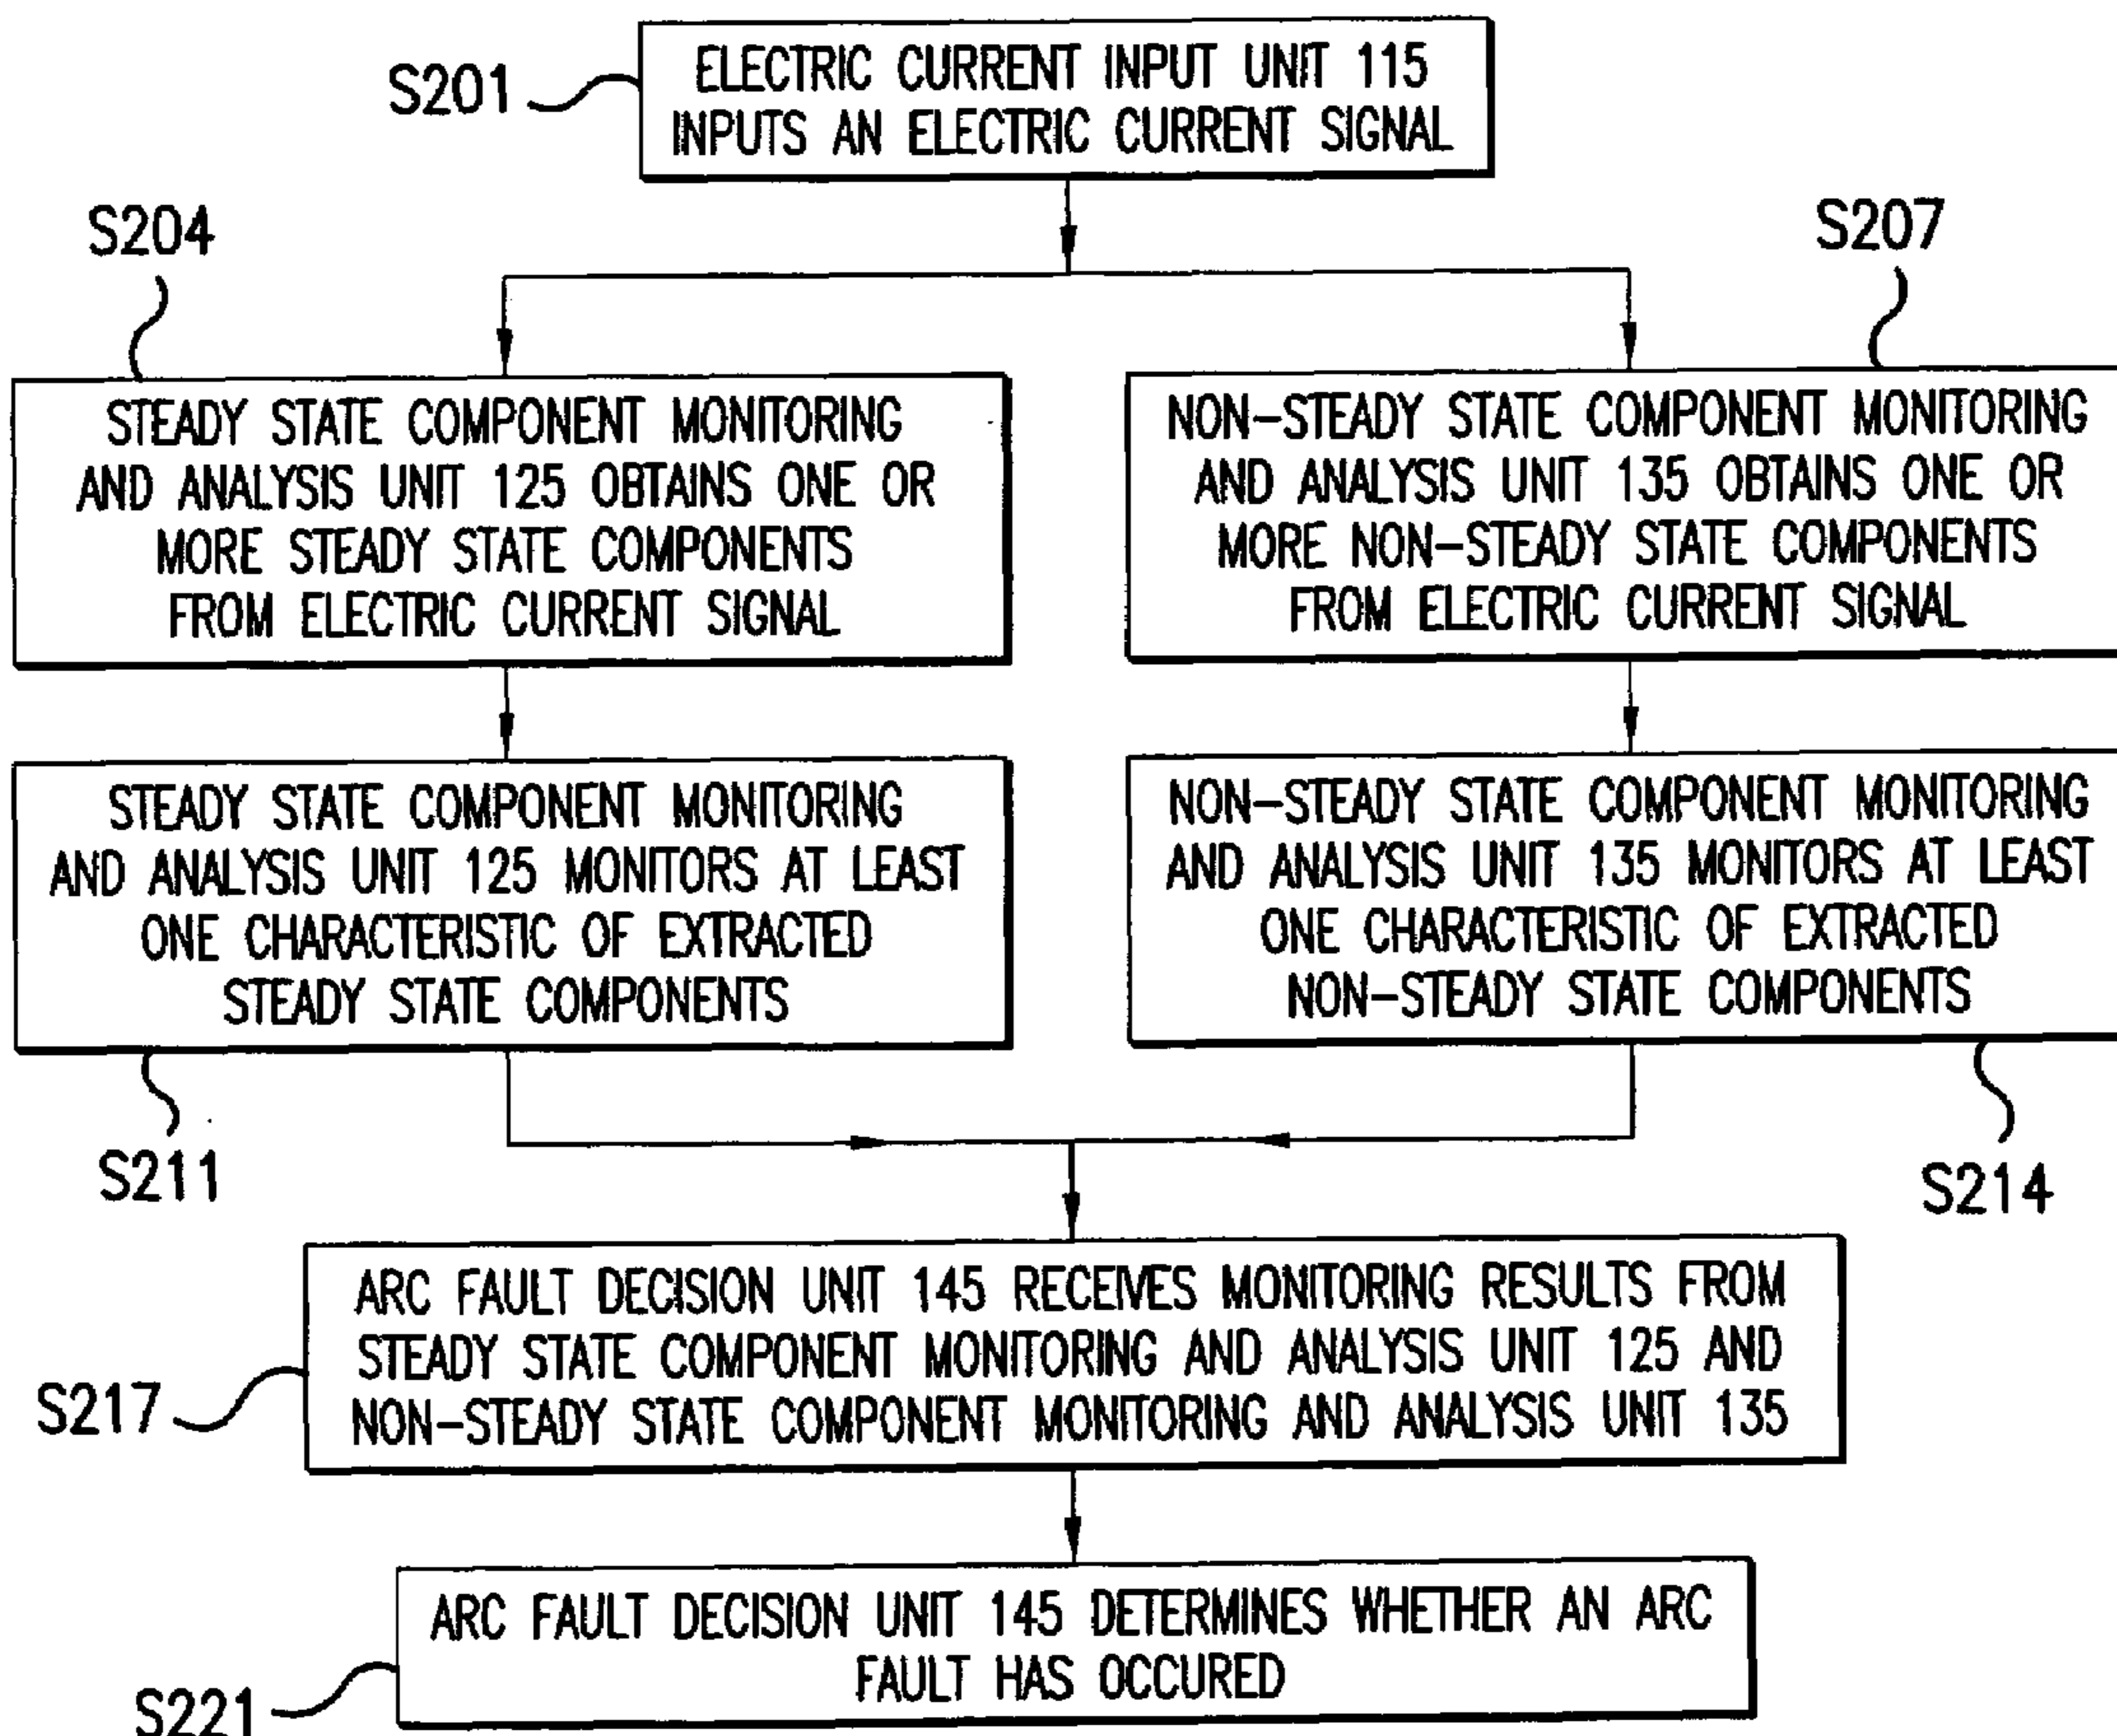 S201
ELECTRIC CURRENT INPUT UNIT 115
INPUTS AN ELECTRIC CURRENT SIGNAL
S204
S207
STEADY STATE COMPONENT MONITORING
AND ANALYSIS UNIT 125 OBTAINS ONE OR
MORE STEADY STATE COMPONENTS
FROM ELECTRIC CURRENT SIGNAL
NON-STEADY STATE COMPONENT MONITORING
AND ANALYSIS UNIT 135 OBTAINS ONE OR
MORE NON-STEADY STATE COMPONENTS
FROM ELECTRIC CURRENT SIGNAL
STEADY STATE COMPONENT MONITORING
AND ANALYSIS UNIT 125 MONITORS AT LEAST
ONE CHARACTERISTIC OF EXTRACTED
STEADY STATE COMPONENTS
NON-STEADY STATE COMPONENT MONITORING
AND ANALYSIS UNIT 135 MONITORS AT LEAST
ONE CHARACTERISTIC OF EXTRACTED
NON-STEADY STATE COMPONENTS
S211
S214
ARC FAULT DECISION UNIT 145 RECEIVES MONITORING RESULTS FROM
STEADY STATE COMPONENT MONITORING AND ANALYSIS UNIT 125 AND
NON-STEADY STATE COMPONENT MONITORING AND ANALYSIS UNIT 135
S217
ARC FAULT DECISION UNIT 145 DETERMINES WHETHER AN ARC
FAULT HAS OCCURED
S221